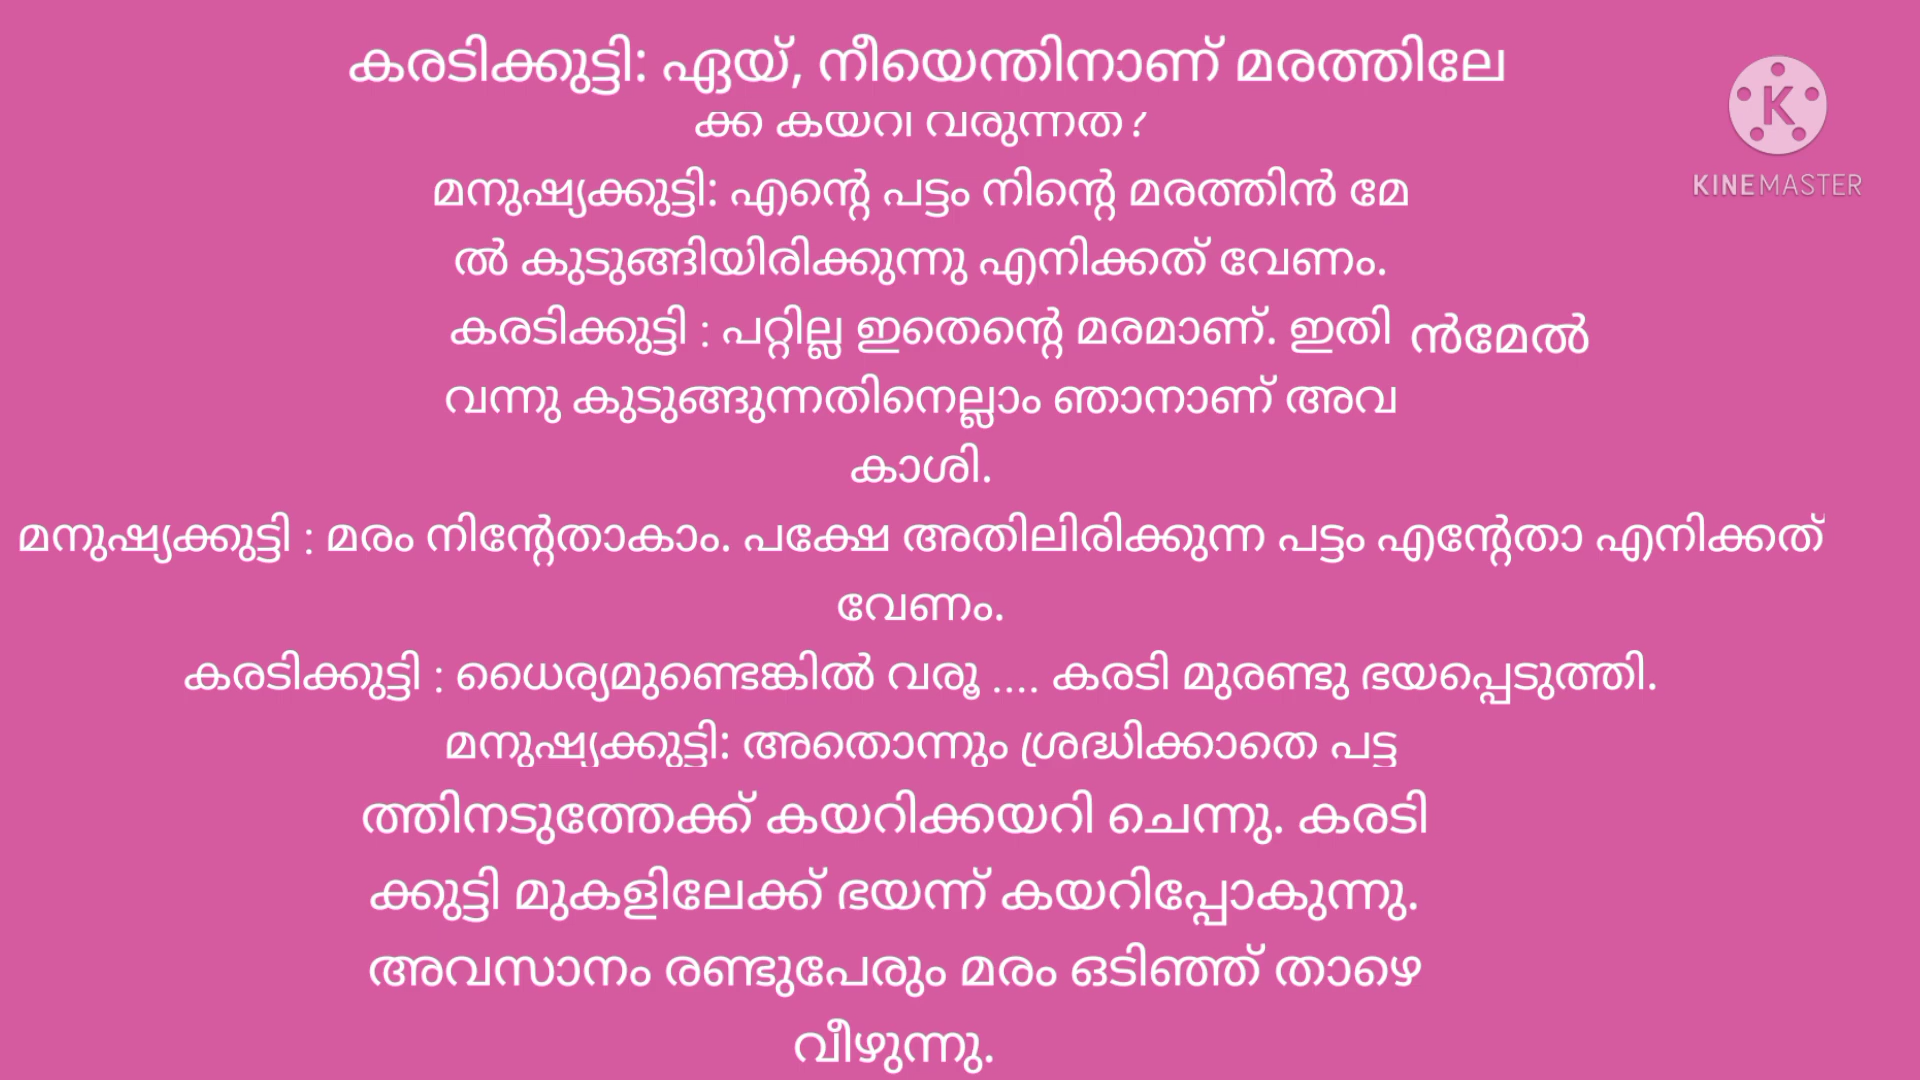 കരടിക്കുട്ടി: ഏയ്, നീയെന്തിനാണ് മരത്തിലേ
ക്ക് കയറി വരുന്നത്?
മനുഷ്യക്കുട്ടി: എന്റെ പട്ടം നിന്റെ മരത്തിൻ മേ
ൽ കുടുങ്ങിയിരിക്കുന്നു എനിക്കത് വേണം.
കരടിക്കുട്ടി : പറ്റില്ല ഇതെന്റെ മരമാണ്. ഇതി ൻമേൽ
വന്നു കുടുങ്ങുന്നതിനെല്ലാം ഞാനാണ് അവ
കാശി.
മനുഷ്യക്കുട്ടി : മരം നിന്റേതാകാം. പക്ഷേ അതിലിരിക്കുന്ന പട്ടം എന്റേതാ എനിക്കത്
വേണം.
കരടിക്കുട്ടി : ധൈര്യമുണ്ടെങ്കിൽ വരൂ .... കരടി മുരണ്ടു ഭയപ്പെടുത്തി.
മനുഷ്യക്കുട്ടി: അതൊന്നും ശ്രദ്ധിക്കാതെ പട്ട
ത്തിനടുത്തേക്ക് കയറിക്കയറി ചെന്നു. കരടി
ക്കുട്ടി മുകളിലേക്ക് ഭയന്ന് കയറിപ്പോകുന്നു.
അവസാനം രണ്ടുപേരും മരം ഒടിഞ്ഞ് താഴെ
വീഴുന്നു.
K
KINEMASTER